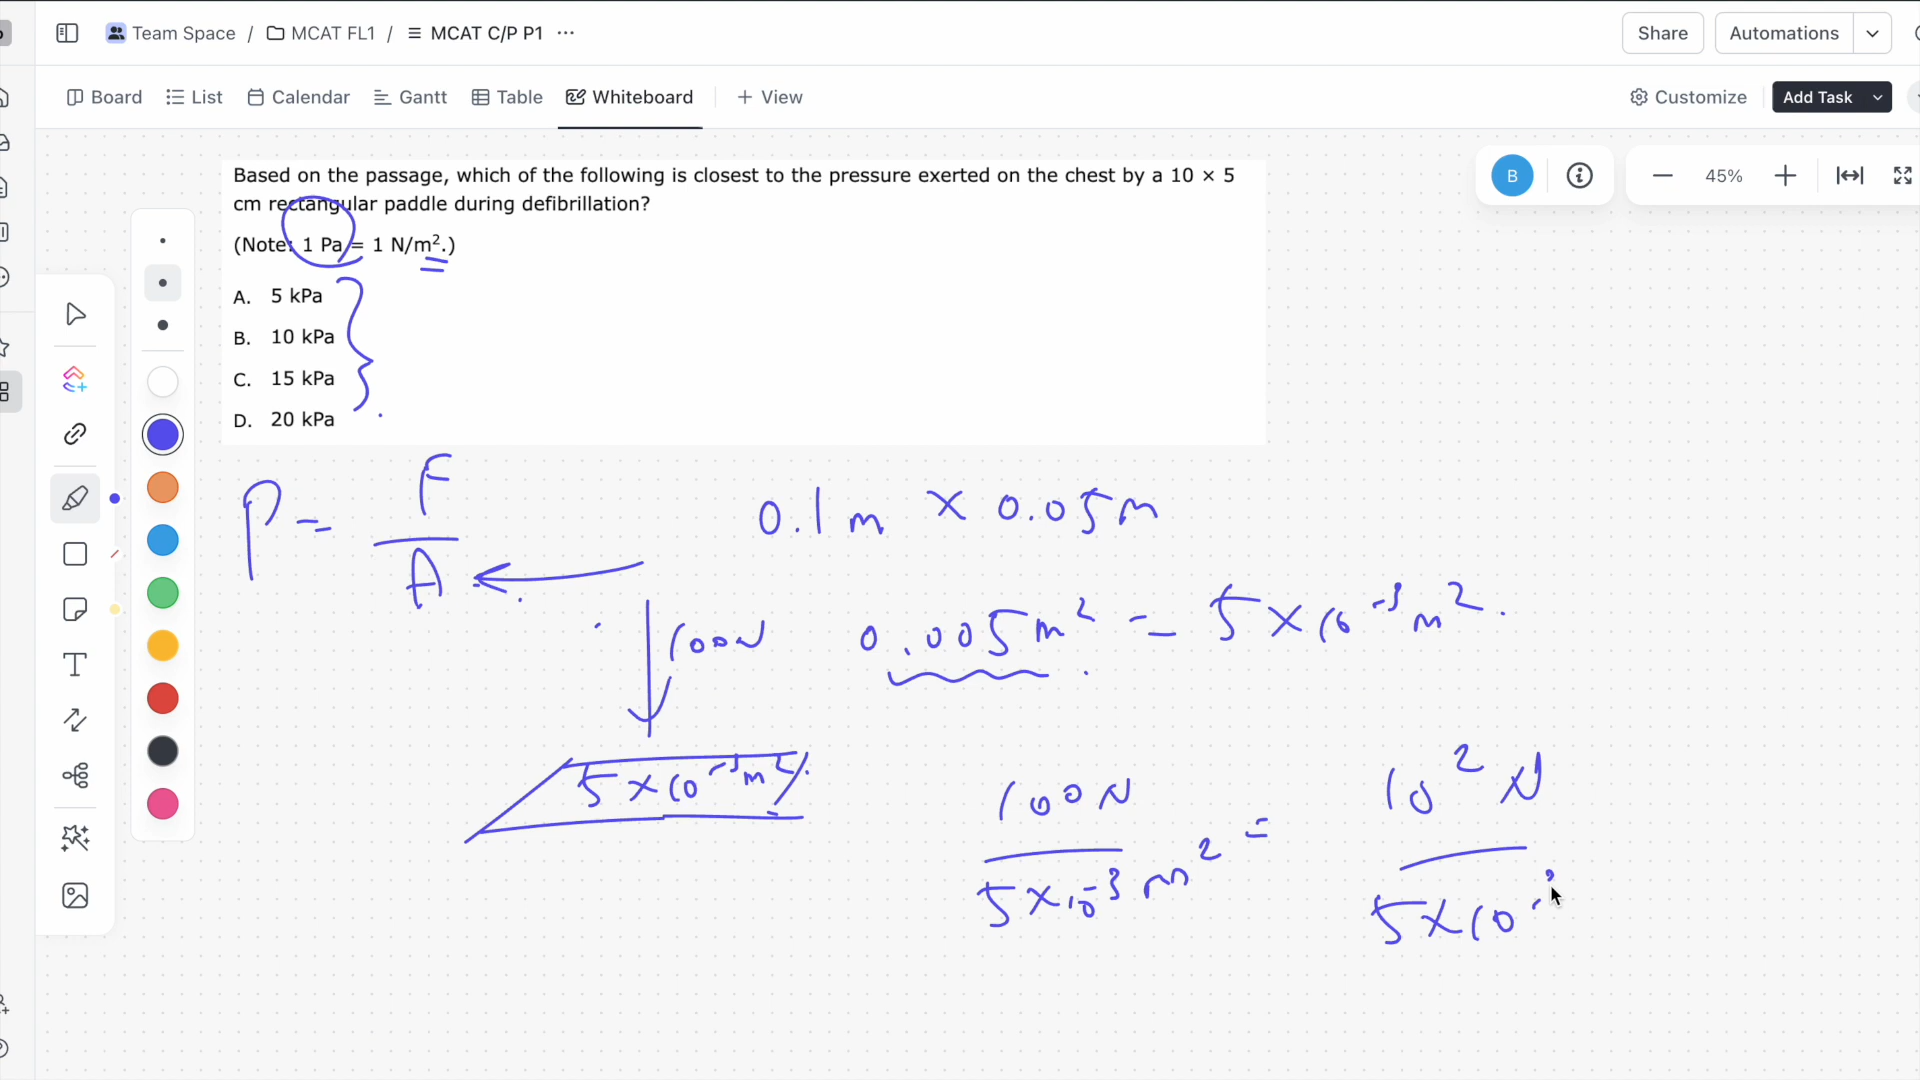 Team Space / MCAT FL1 / MCAT C/P P1 ...
Share
Automations
Board
List
Calendar
Gantt
Table
Whiteboard
+ View
Customize
Add Task
Based on the passage, which of the following is closest to the pressure exerted on the chest by a 10 × 5
cm rectangular paddle during defibrillation?
(Note: 1 Pa = 1 N/m².)
A. 5 kPa
B. 10 kPa
C. 15 kPa
D. 20 kPa
B
45%
T
P = F / A
0.1 m × 0.05 m
100 N
0.005 m² = 5 × 10⁻³ m².
5 × 10⁻³ m²
100 N / 5 × 10⁻³ m² = 10² N / 5 × 10⁻³